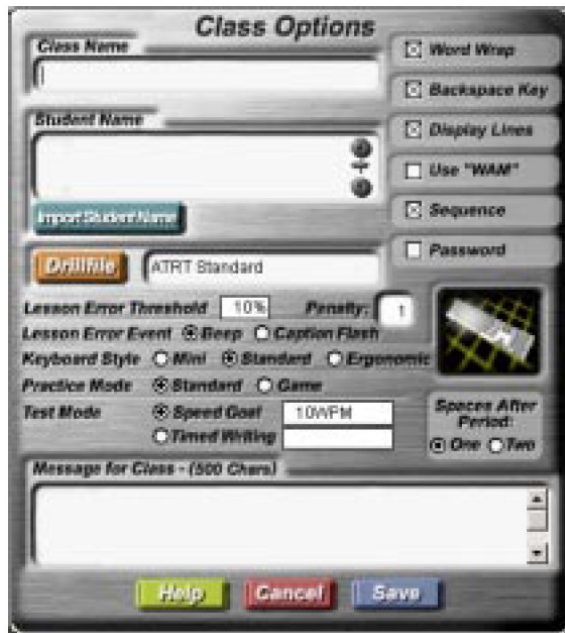 Class Options
Class Name
Word Wrap
Backspace Key
Student Name
Display Lines
Use "WAM"
Import Student Name
Sequence
Password
Drillfile
ATRT Standard
Lesson Error Threshold 10% Penalty: 1
Lesson Error Event Beep Caption Flash
Keyboard Style Mini Standard Ergonomic
Practice Mode Standard Game
Test Mode Speed Goal 10WPM
Timed Writing
Spaces After
Period:
One Two
Message for Class - (500 Chars)
Help Cancel Save